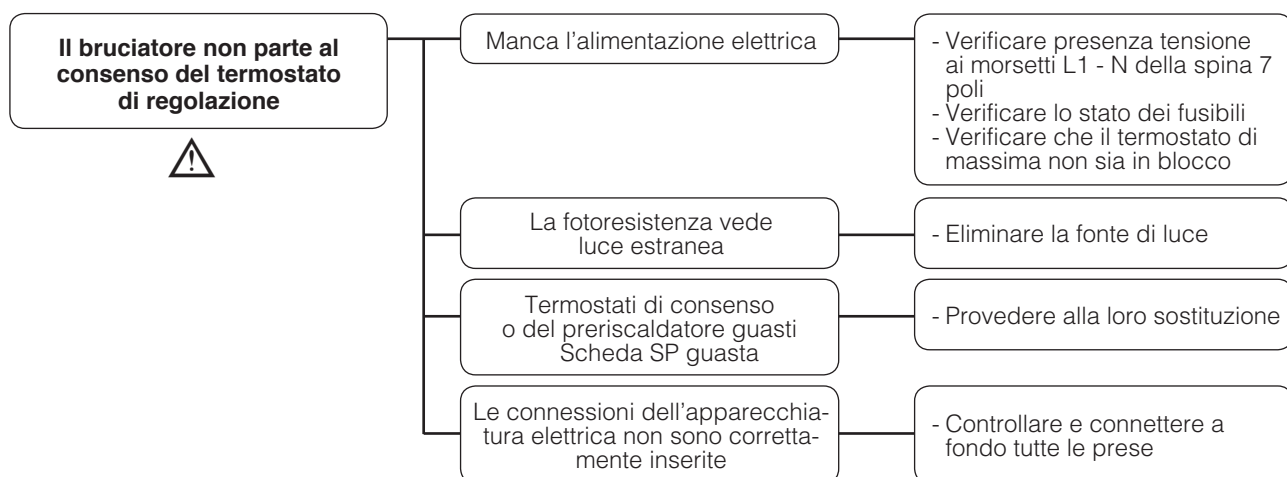 Il bruciatore non parte al
consenso del termostato
di regolazione
Manca l'alimentazione elettrica
- Verificare presenza tensione
ai morsetti L1 - N della spina 7
poli
- Verificare lo stato dei fusibili
- Verificare che il termostato di
massima non sia in blocco
La fotoresistenza vede
luce estranea
- Eliminare la fonte di luce
Termostati di consenso
o del preriscaldatore guasti
Scheda SP guasta
- Provedere alla loro sostituzione
Le connessioni dell'apparecchia-
tura elettrica non sono corretta-
mente inserite
- Controllare e connettere a
fondo tutte le prese